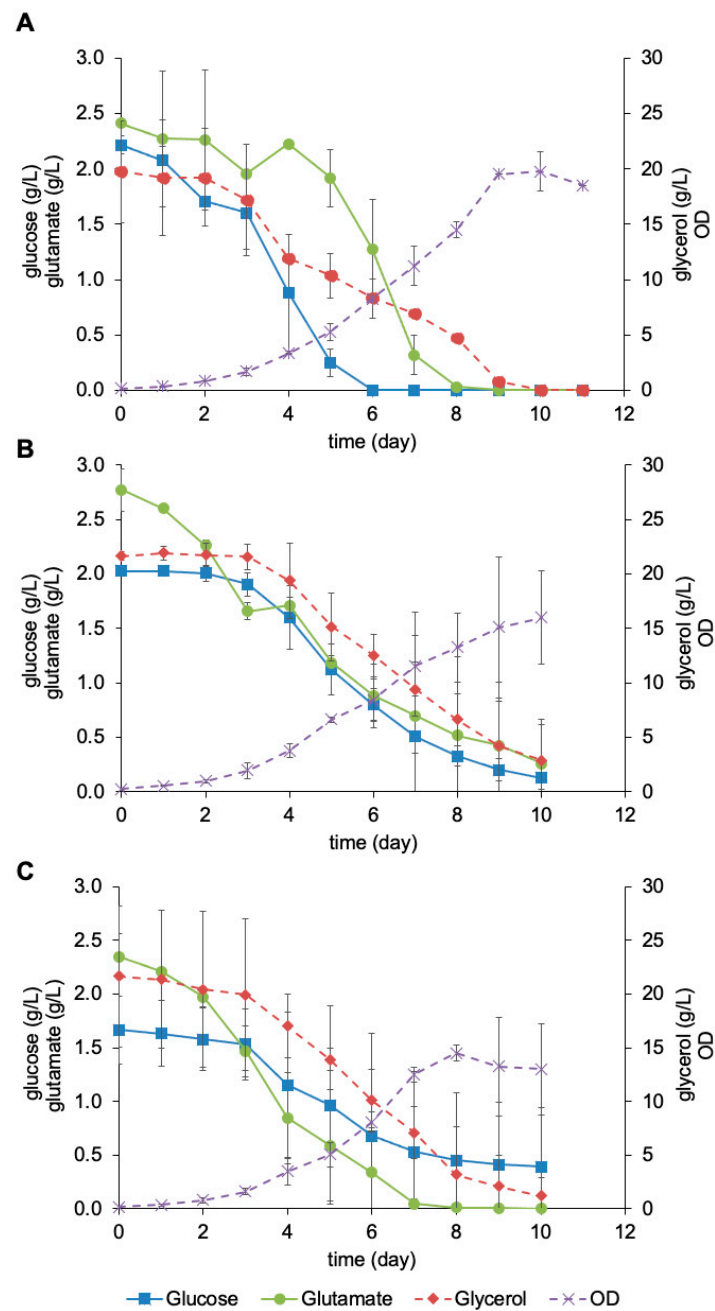 A
3.0
2.5
2.0
1.5
1.0
0.5
0.0
glucose (g/L)
glutamate (g/L)
30
25
20
15
10
5
0
glycerol (g/L)
OD
0 2 4 6 8 10 12
time (day)
B
3.0
2.5
2.0
1.5
1.0
0.5
0.0
glucose (g/L)
glutamate (g/L)
30
25
20
15
10
5
0
glycerol (g/L)
OD
0 2 4 6 8 10 12
time (day)
C
3.0
2.5
2.0
1.5
1.0
0.5
0.0
glucose (g/L)
glutamate (g/L)
30
25
20
15
10
5
0
glycerol (g/L)
OD
0 2 4 6 8 10 12
time (day)
Glucose Glutamate Glycerol OD